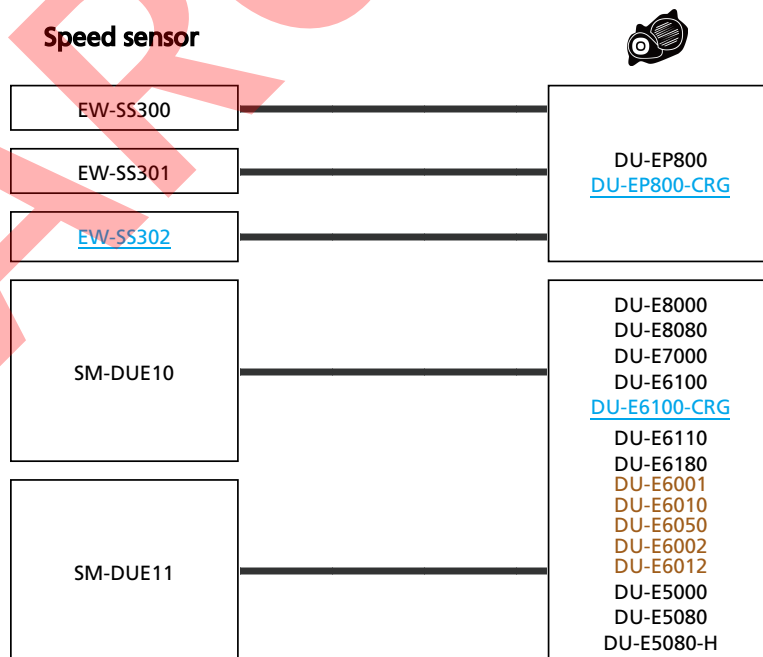 Speed sensor
EW-SS300
EW-SS301
EW-SS302
DU-EP800
DU-EP800-CRG
SM-DUE10
SM-DUE11
DU-E8000
DU-E8080
DU-E7000
DU-E6100
DU-E6100-CRG
DU-E6110
DU-E6180
DU-E6001
DU-E6010
DU-E6050
DU-E6002
DU-E6012
DU-E5000
DU-E5080
DU-E5080-H